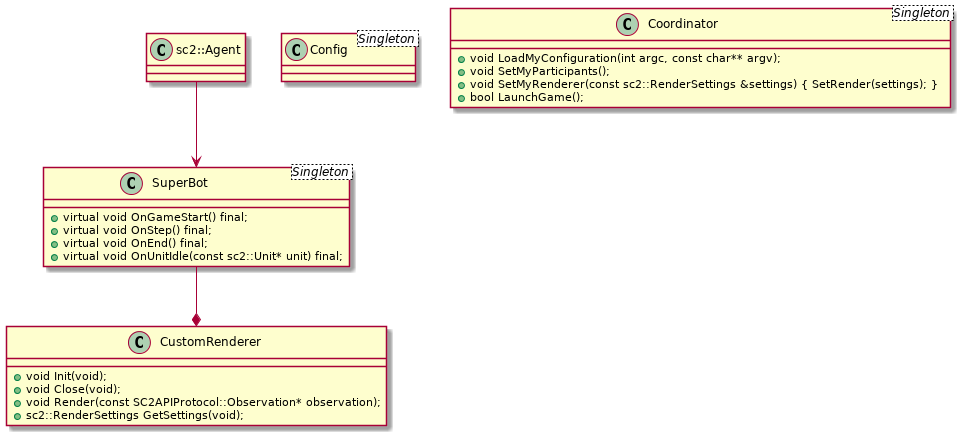 C sc2::Agent
C Config
Singleton
C Coordinator
Singleton
void LoadMyConfiguration(int argc, const char** argv);
void SetMyParticipants();
void SetMyRenderer(const sc2::RenderSettings &settings) { SetRender(settings); }
bool LaunchGame();
C SuperBot
Singleton
virtual void OnGameStart() final;
virtual void OnStep() final;
virtual void OnEnd() final;
virtual void OnUnitIdle(const sc2::Unit* unit) final;
C CustomRenderer
void Init(void);
void Close(void);
void Render(const SC2APIProtocol::Observation* observation);
sc2::RenderSettings GetSettings(void);